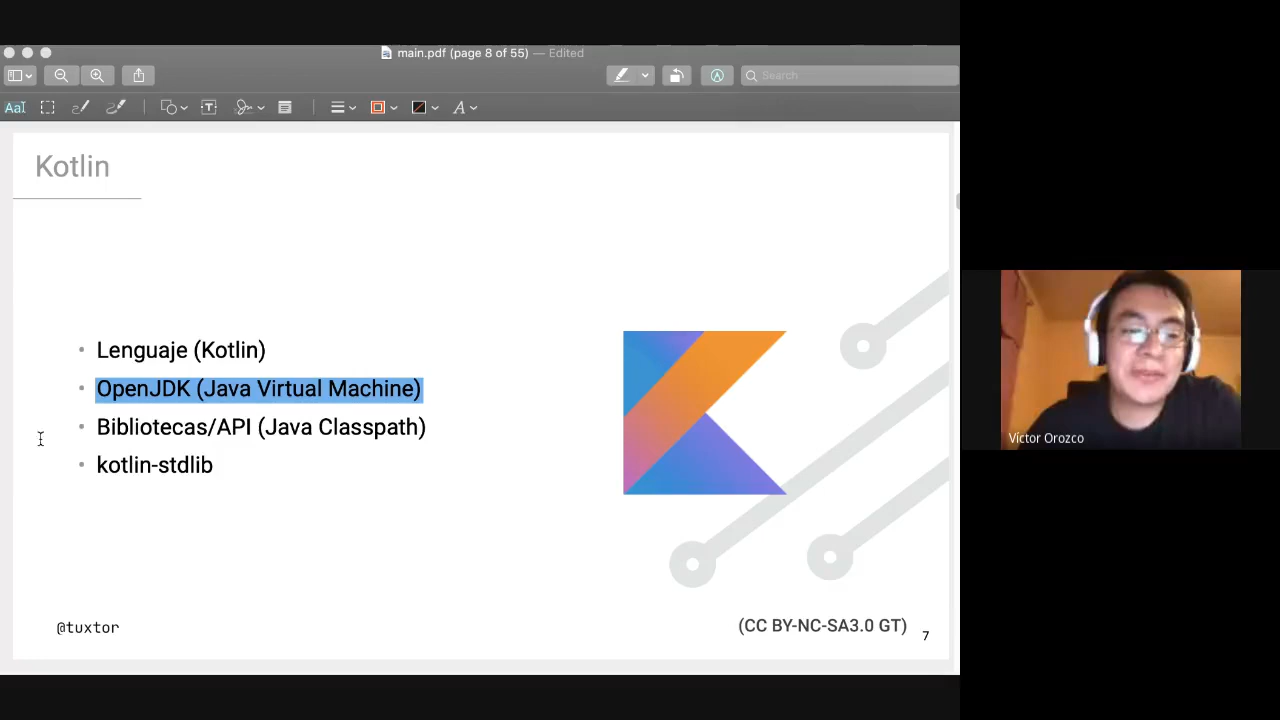 main.pdf (page 8 of 55) — Edited
Search
AaI
T
A
Kotlin
• Lenguaje (Kotlin)
• OpenJDK (Java Virtual Machine)
• Bibliotecas/API (Java Classpath)
• kotlin-stdlib
Víctor Orozco
@tuxtor
(CC BY-NC-SA3.0 GT)
7